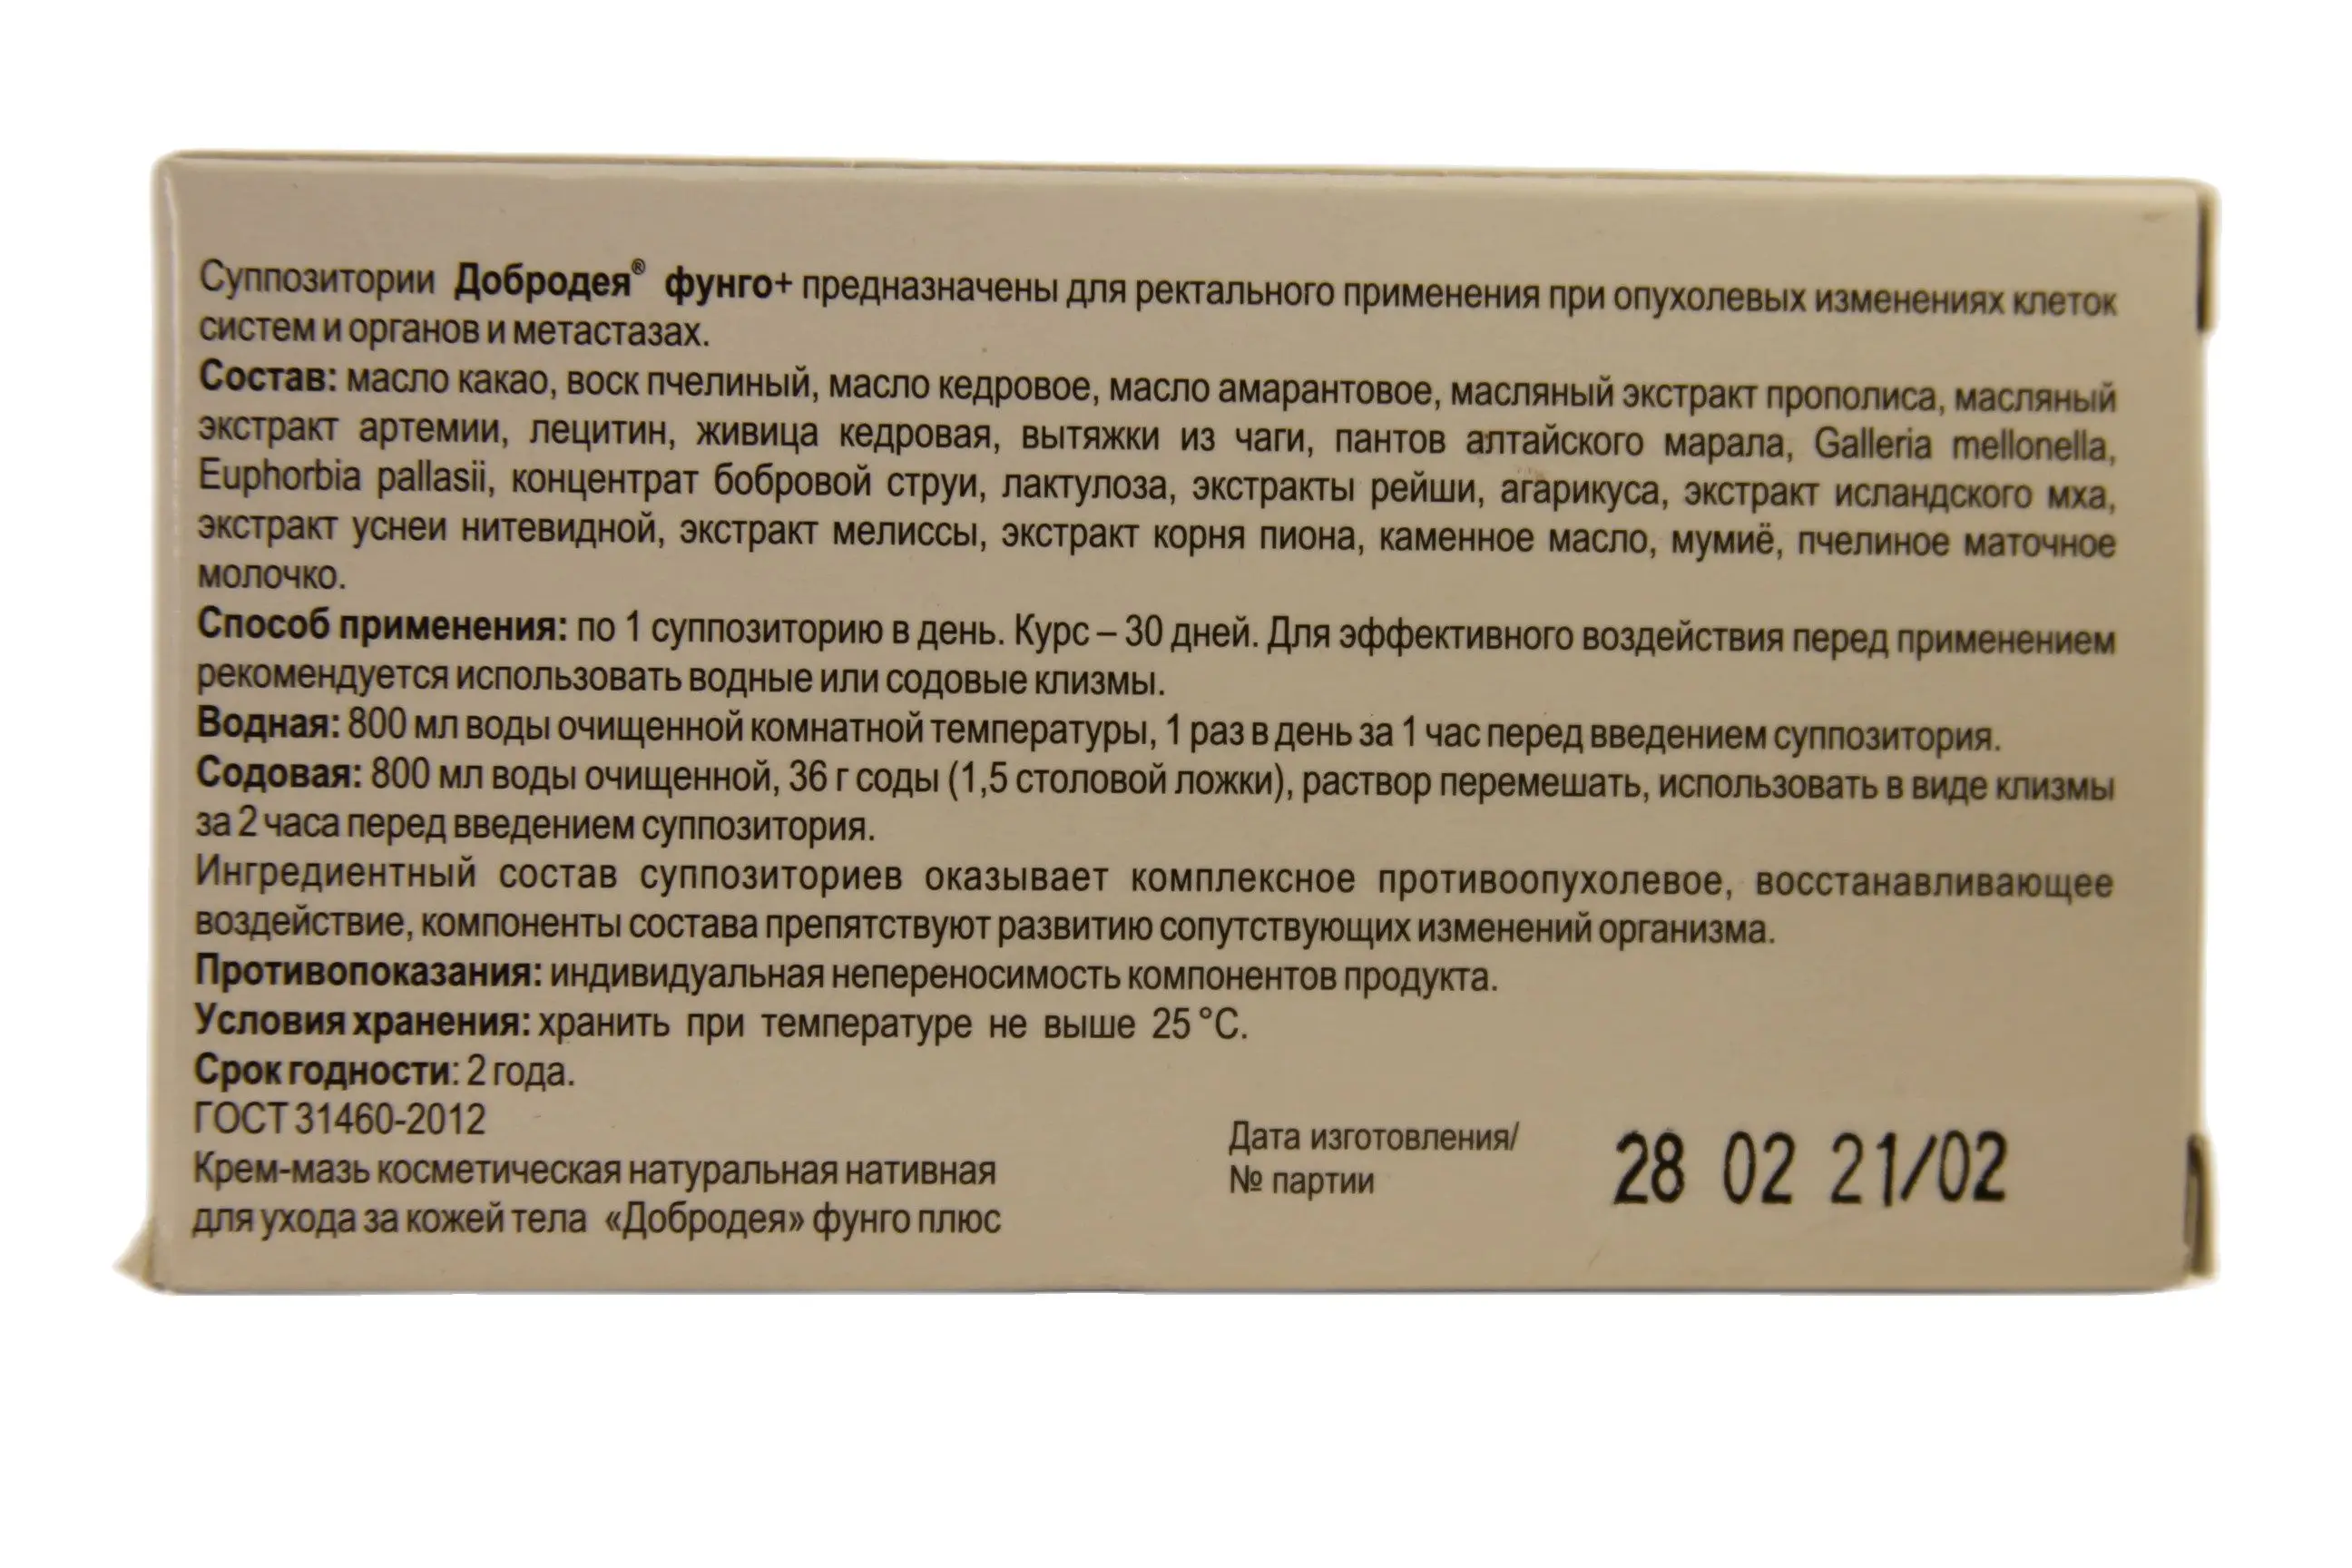 Суппозитории Добродея® фунго+ предназначены для ректального применения при опухолевых изменениях клеток
систем и органов и метастазах.
Состав: масло какао, воск пчелиный, масло кедровое, масло амарантовое, масляный экстракт прополиса, масляный
экстракт артемии, лецитин, живица кедровая, вытяжки из чаги, пантов алтайского марала, Galleria mellonella,
Euphorbia pallasii, концентрат бобровой струи, лактулоза, экстракты рейши, агарикуса, экстракт исландского мха,
экстракт уснеи нитевидной, экстракт мелиссы, экстракт корня пиона, каменное масло, мумиё, пчелиное маточное
молочко.
Способ применения: по 1 суппозиторию в день. Курс – 30 дней. Для эффективного воздействия перед применением
рекомендуется использовать водные или содовые клизмы.
Водная: 800 мл воды очищенной комнатной температуры, 1 раз в день за 1 час перед введением суппозитория.
Содовая: 800 мл воды очищенной, 36 г соды (1,5 столовой ложки), раствор перемешать, использовать в виде клизмы
за 2 часа перед введением суппозитория.
Ингредиентный состав суппозиториев оказывает комплексное противоопухолевое, восстанавливающее
воздействие, компоненты состава препятствуют развитию сопутствующих изменений организма.
Противопоказания: индивидуальная непереносимость компонентов продукта.
Условия хранения: хранить при температуре не выше 25 °С.
Срок годности: 2 года.
ГОСТ 31460-2012
Крем-мазь косметическая натуральная нативная
для ухода за кожей тела «Добродея» фунго плюс
Дата изготовления/
№ партии
28 02 21/02